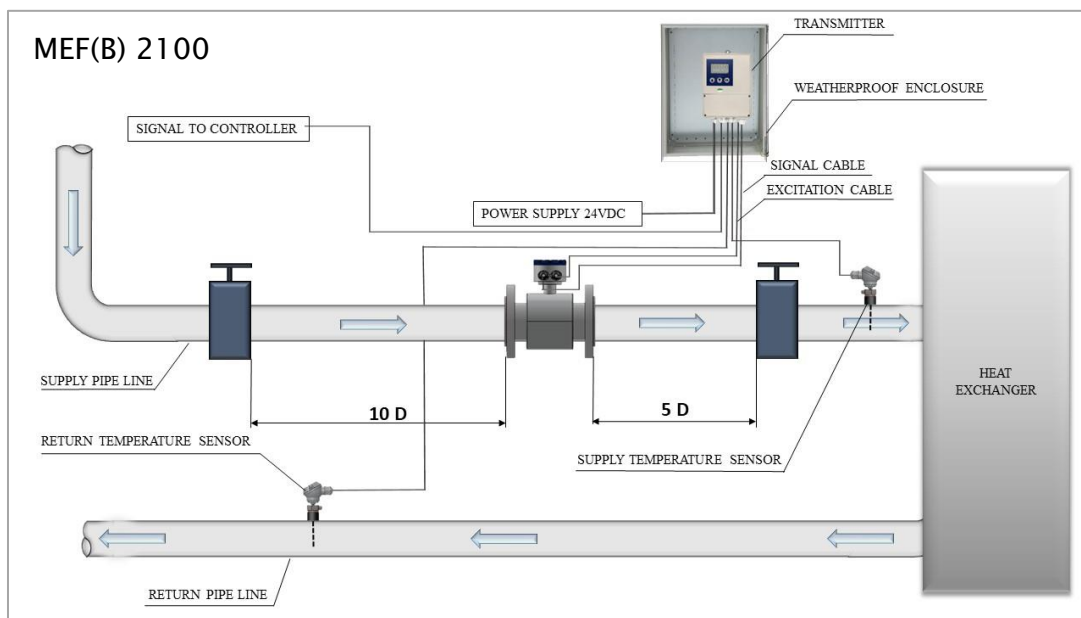 MEF(B) 2100
TRANSMITTER
WEATHERPROOF ENCLOSURE
SIGNAL TO CONTROLLER
SIGNAL CABLE
EXCITATION CABLE
POWER SUPPLY 24VDC
SUPPLY PIPE LINE
10 D
5 D
HEAT
EXCHANGER
RETURN TEMPERATURE SENSOR
SUPPLY TEMPERATURE SENSOR
RETURN PIPE LINE